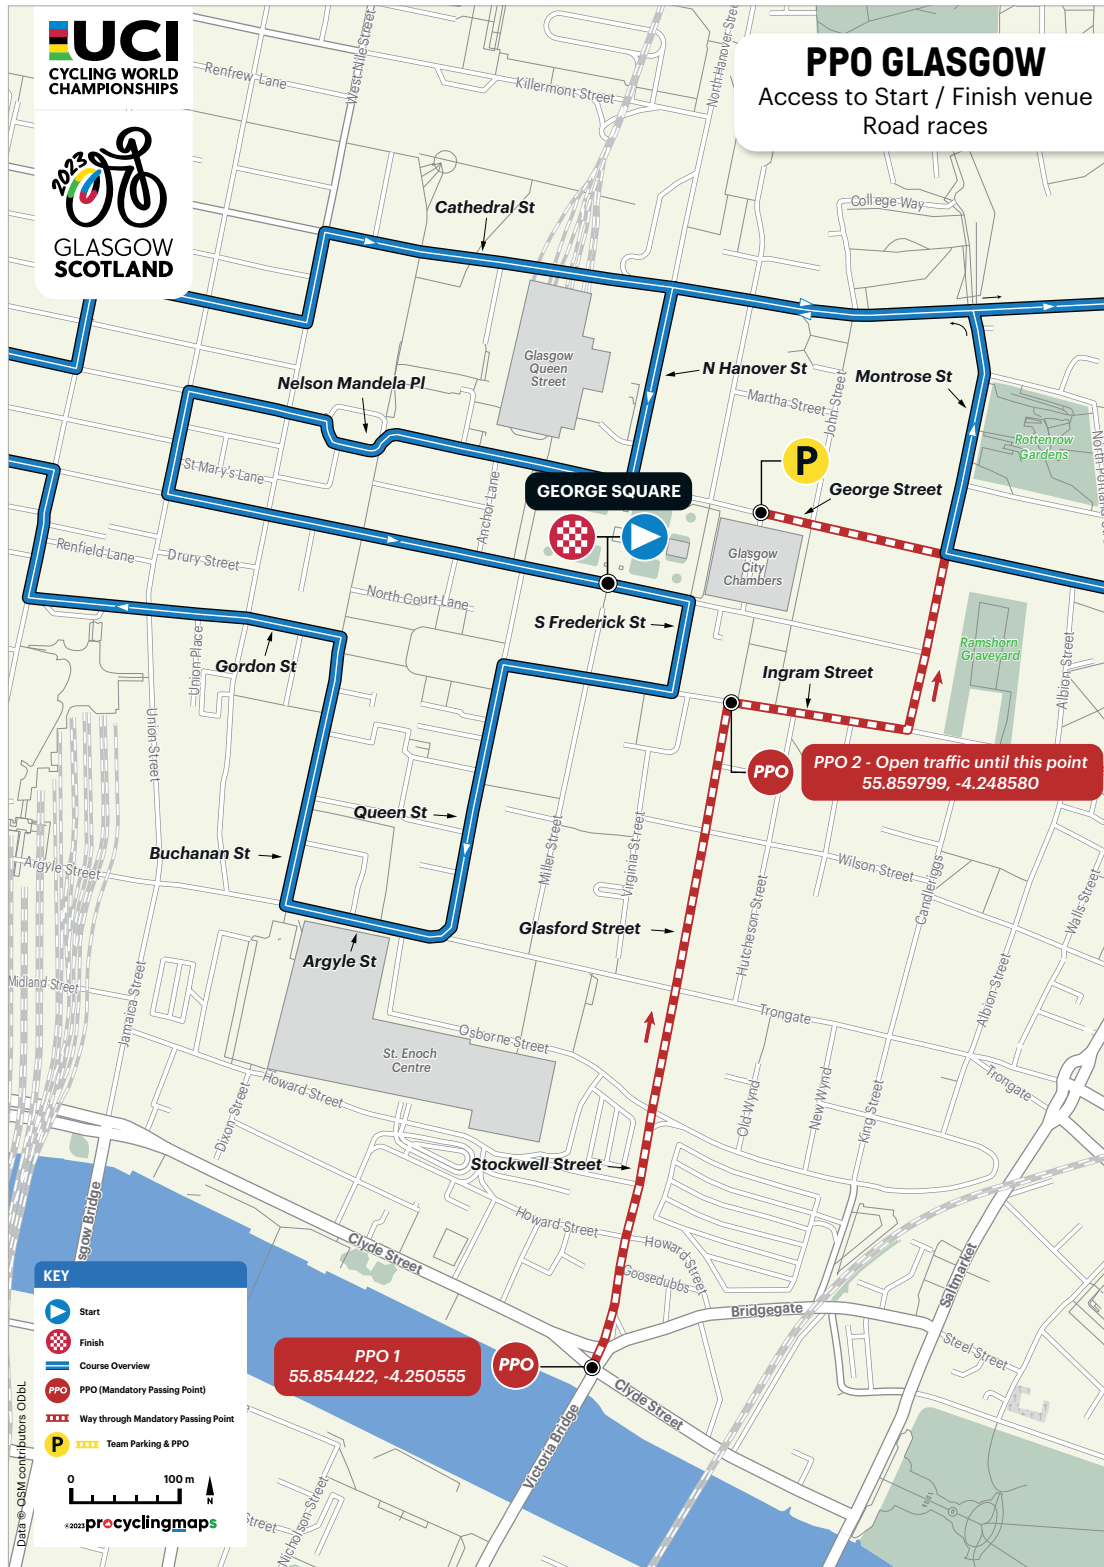 UCI
CYCLING WORLD
CHAMPIONSHIPS
2023
GLASGOW
SCOTLAND
PPO GLASGOW
Access to Start / Finish venue
Road races
Renfrew Lane
West Nile Street
Killermont Street
North Hanover Street
College Way
Cathedral St
Glasgow
Queen
Street
N Hanover St
Montrose St
Martha Street
John Street
Nelson Mandela Pl
Rottenrow
Gardens
St Mary's Lane
Anchor Lane
GEORGE SQUARE
P
George Street
Glasgow
City
Chambers
Renfield Lane
Drury Street
North Court Lane
S Frederick St
Ramshorn
Graveyard
Albion Street
Gordon St
Union Place
Union Street
Ingram Street
PPO
PPO 2 - Open traffic until this point
55.859799, -4.248580
Queen St
Buchanan St
Argyle Street
Miller Street
Virginia Street
Wilson Street
Candleriggs
Walls Street
Hutcheson Street
Glasford Street
Argyle St
Midland Street
Jamaica Street
Albion Street
Trongate
Osborne Street
St. Enoch
Centre
Howard Street
Dixon Street
Old Wynd
New Wynd
King Street
Trongate
Stockwell Street
Howard Street
Howard Street
Goosedubbs
Clyde Street
Bridgegate
Saltmarket
Steel Street
PPO 1
55.854422, -4.250555
PPO
Clyde Street
Victoria Bridge
Nicholson Street
Street
KEY
Start
Finish
Course Overview
PPO
PPO (Mandatory Passing Point)
Way through Mandatory Passing Point
P
Team Parking & PPO
0
100 m
N
©2023 procyclingmaps
Data © OSM contributors ODbL